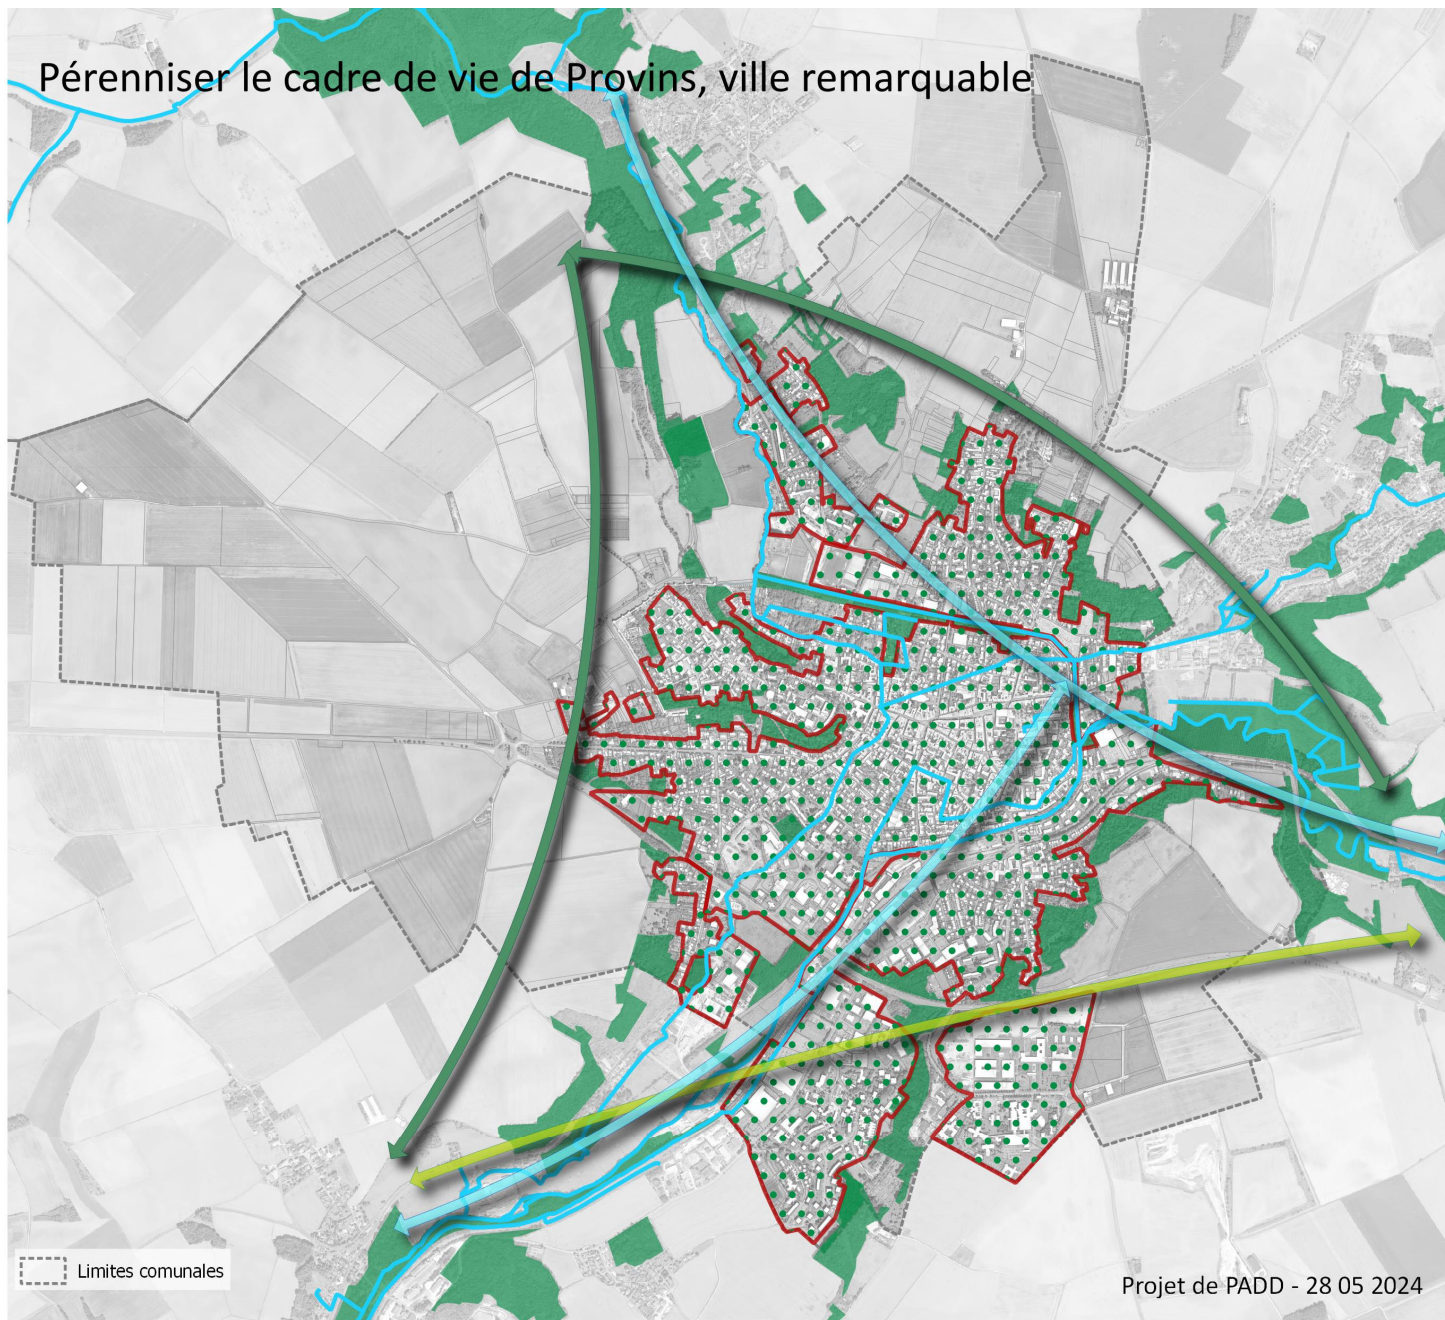 Pérenniser le cadre de vie de Provins, ville remarquable
Limites comunales
Projet de PADD - 28 05 2024